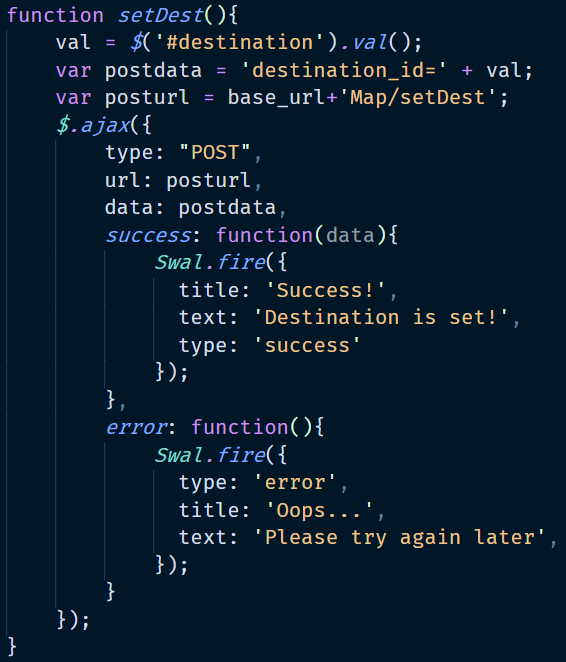 function setDest(){
    val = $('#destination').val();
    var postdata = 'destination_id=' + val;
    var posturl = base_url+'Map/setDest';
    $.ajax({
        type: "POST",
        url: posturl,
        data: postdata,
        success: function(data){
            Swal.fire({
              title: 'Success!',
              text: 'Destination is set!',
              type: 'success'
            });
        },
        error: function(){
            Swal.fire({
              type: 'error',
              title: 'Oops...',
              text: 'Please try again later',
            });
        }
    });
}